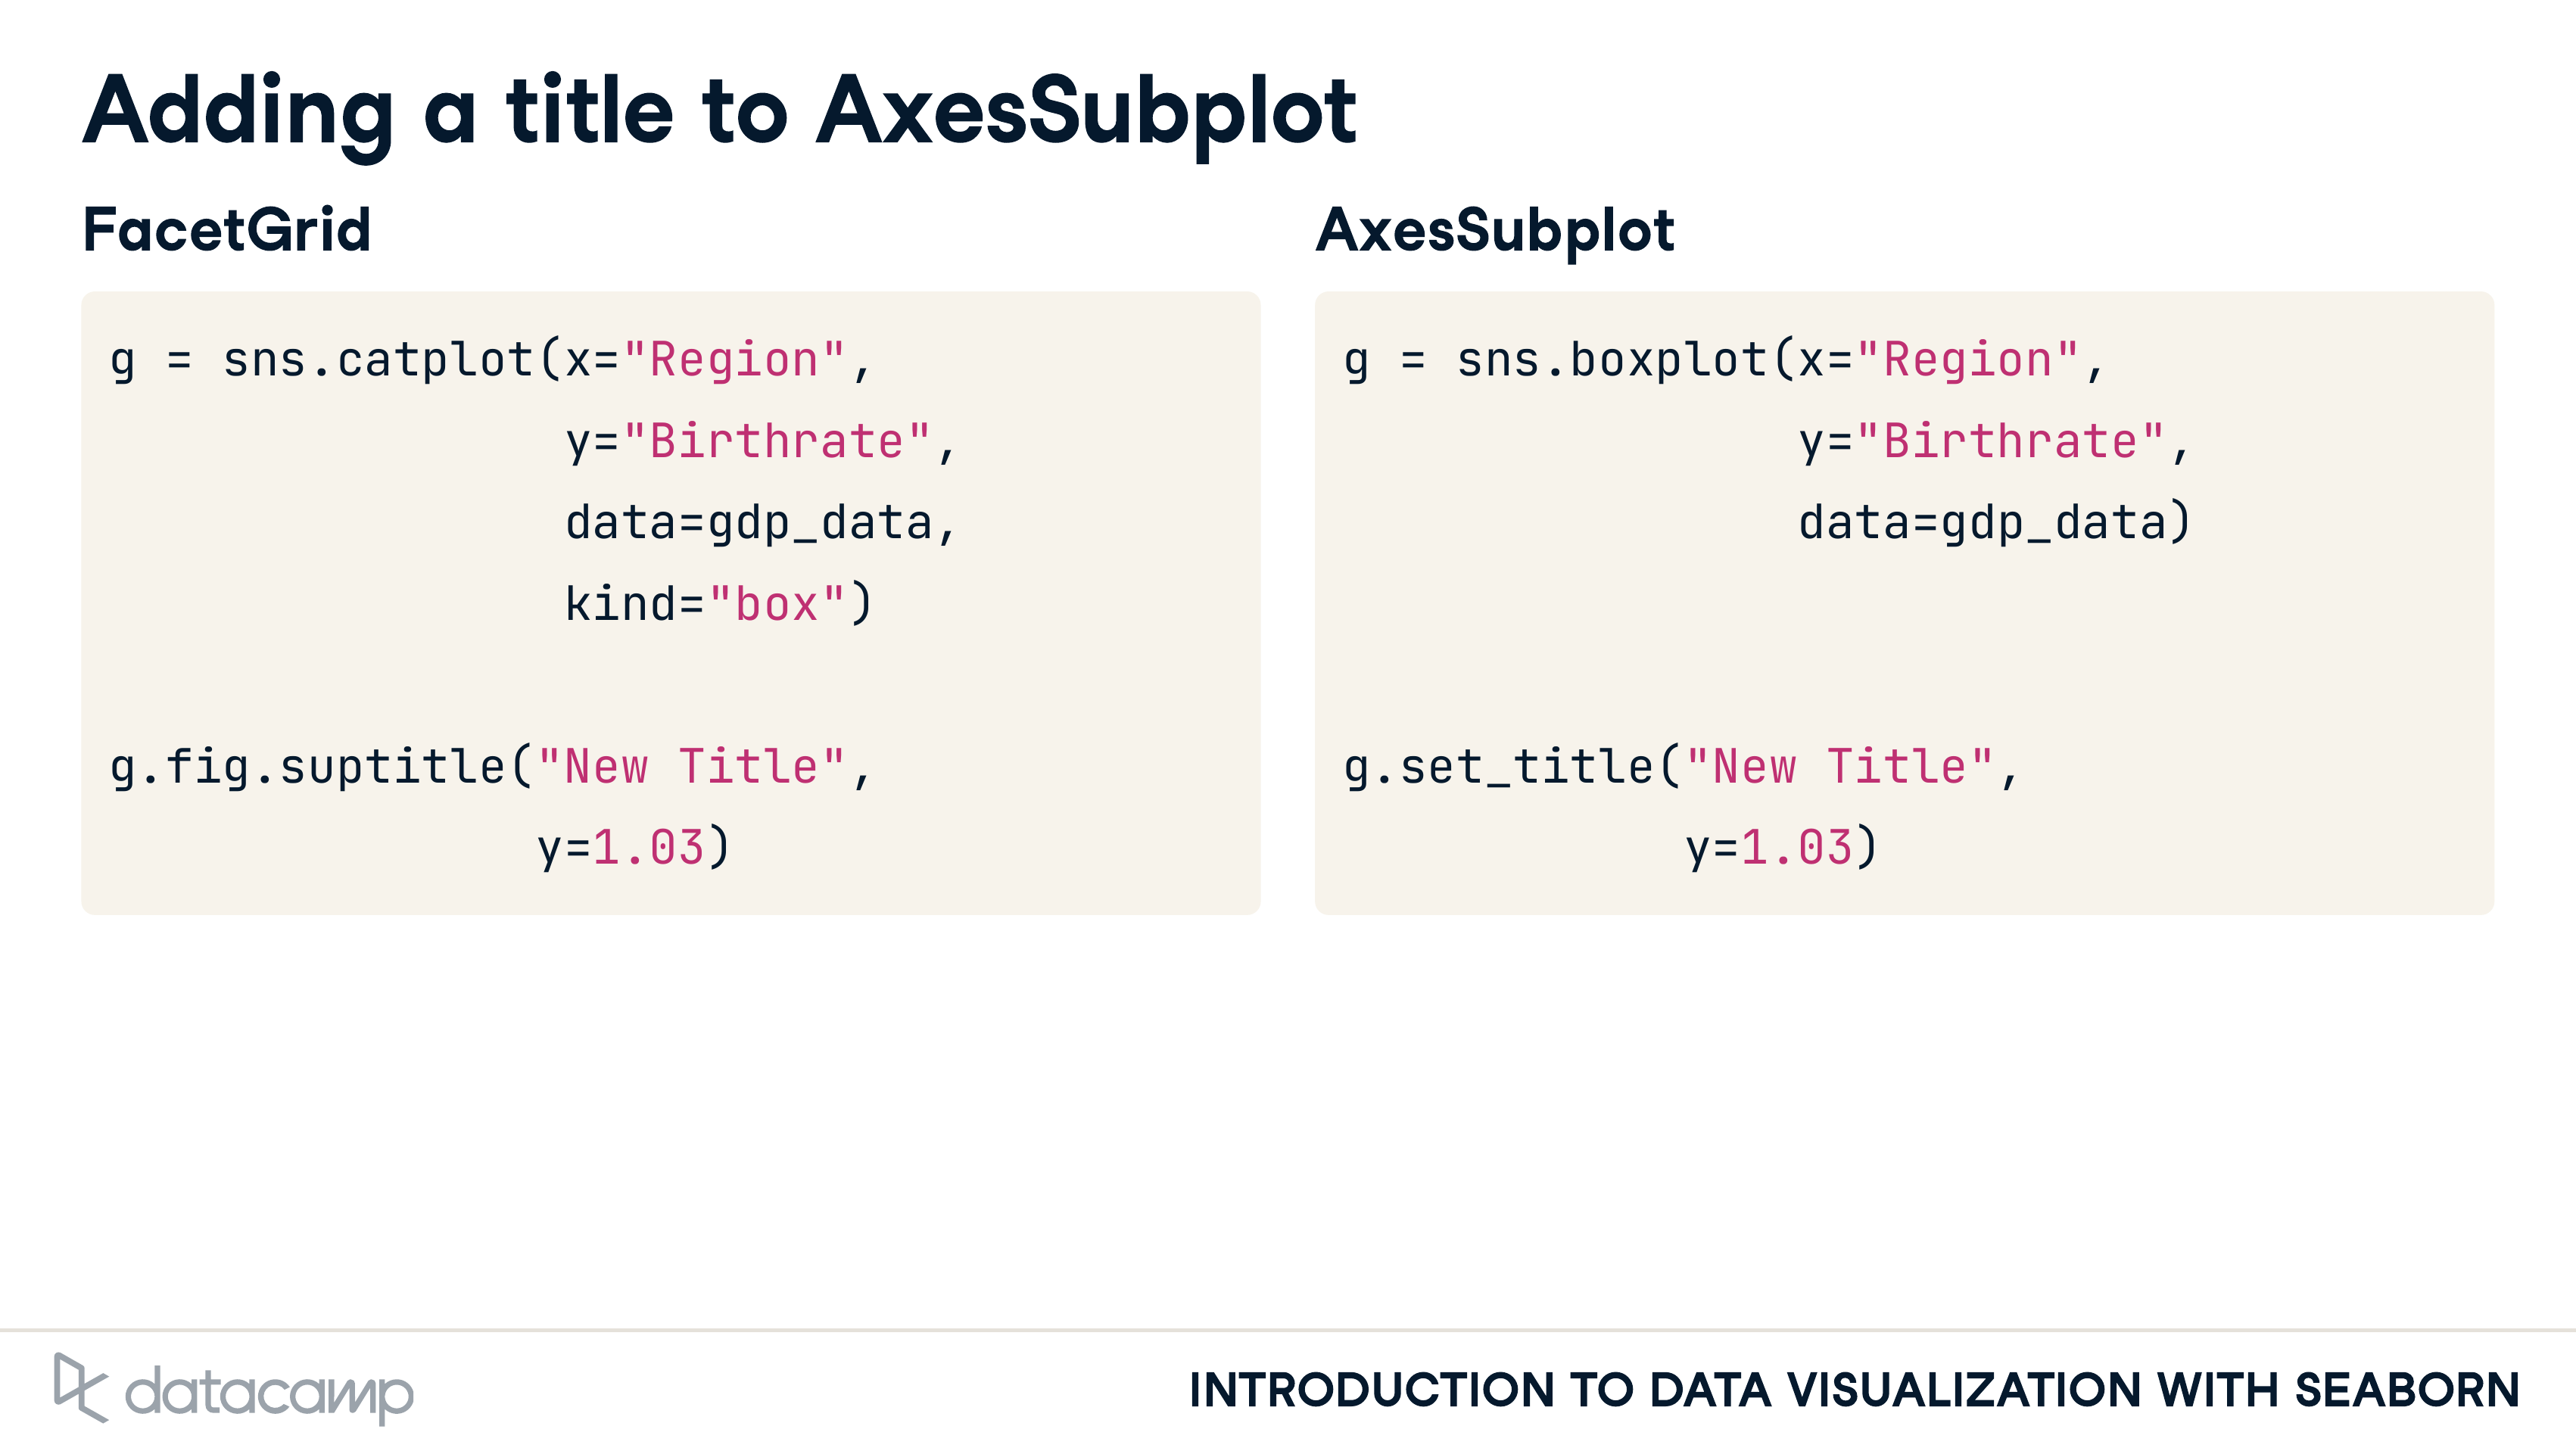 Adding a title to AxesSubplot
FacetGrid
g = sns.catplot(x="Region",
                y="Birthrate",
                data=gdp_data,
                kind="box")
g.fig.suptitle("New Title",
               y=1.03)
AxesSubplot
g = sns.boxplot(x="Region",
                y="Birthrate",
                data=gdp_data)
g.set_title("New Title",
            y=1.03)
datacamp
INTRODUCTION TO DATA VISUALIZATION WITH SEABORN